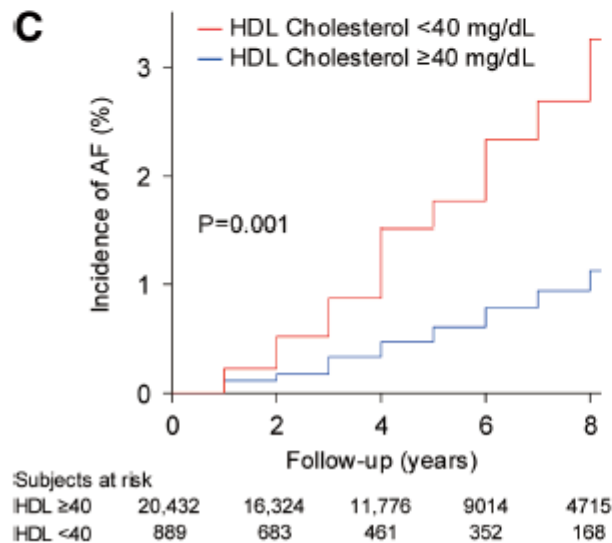 C
HDL Cholesterol <40 mg/dL
HDL Cholesterol ≥40 mg/dL
Incidence of AF (%)
3
2
1
0
P=0.001
0 2 4 6 8
Follow-up (years)
Subjects at risk
HDL ≥40 20,432 16,324 11,776 9014 4715
HDL <40 889 683 461 352 168